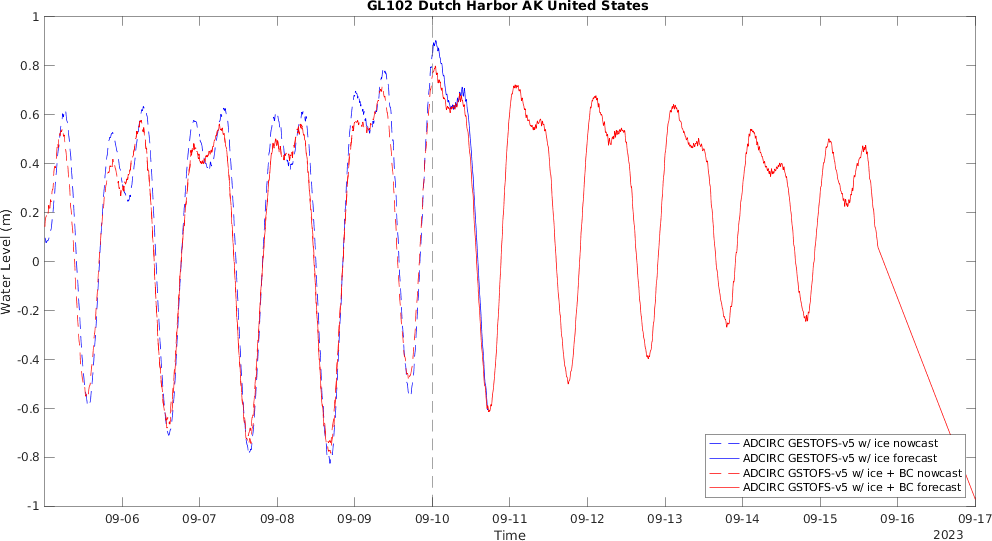 GL102 Dutch Harbor AK United States
1
0.8
0.6
0.4
0.2
0
-0.2
-0.4
-0.6
-0.8
-1
Water Level (m)
ADCIRC GESTOFS-v5 w/ ice nowcast
ADCIRC GESTOFS-v5 w/ ice forecast
ADCIRC GSTOFS-v5 w/ ice + BC nowcast
ADCIRC GSTOFS-v5 w/ ice + BC forecast
09-06 09-07 09-08 09-09 09-10 09-11 09-12 09-13 09-14 09-15 09-16 09-17
Time
2023